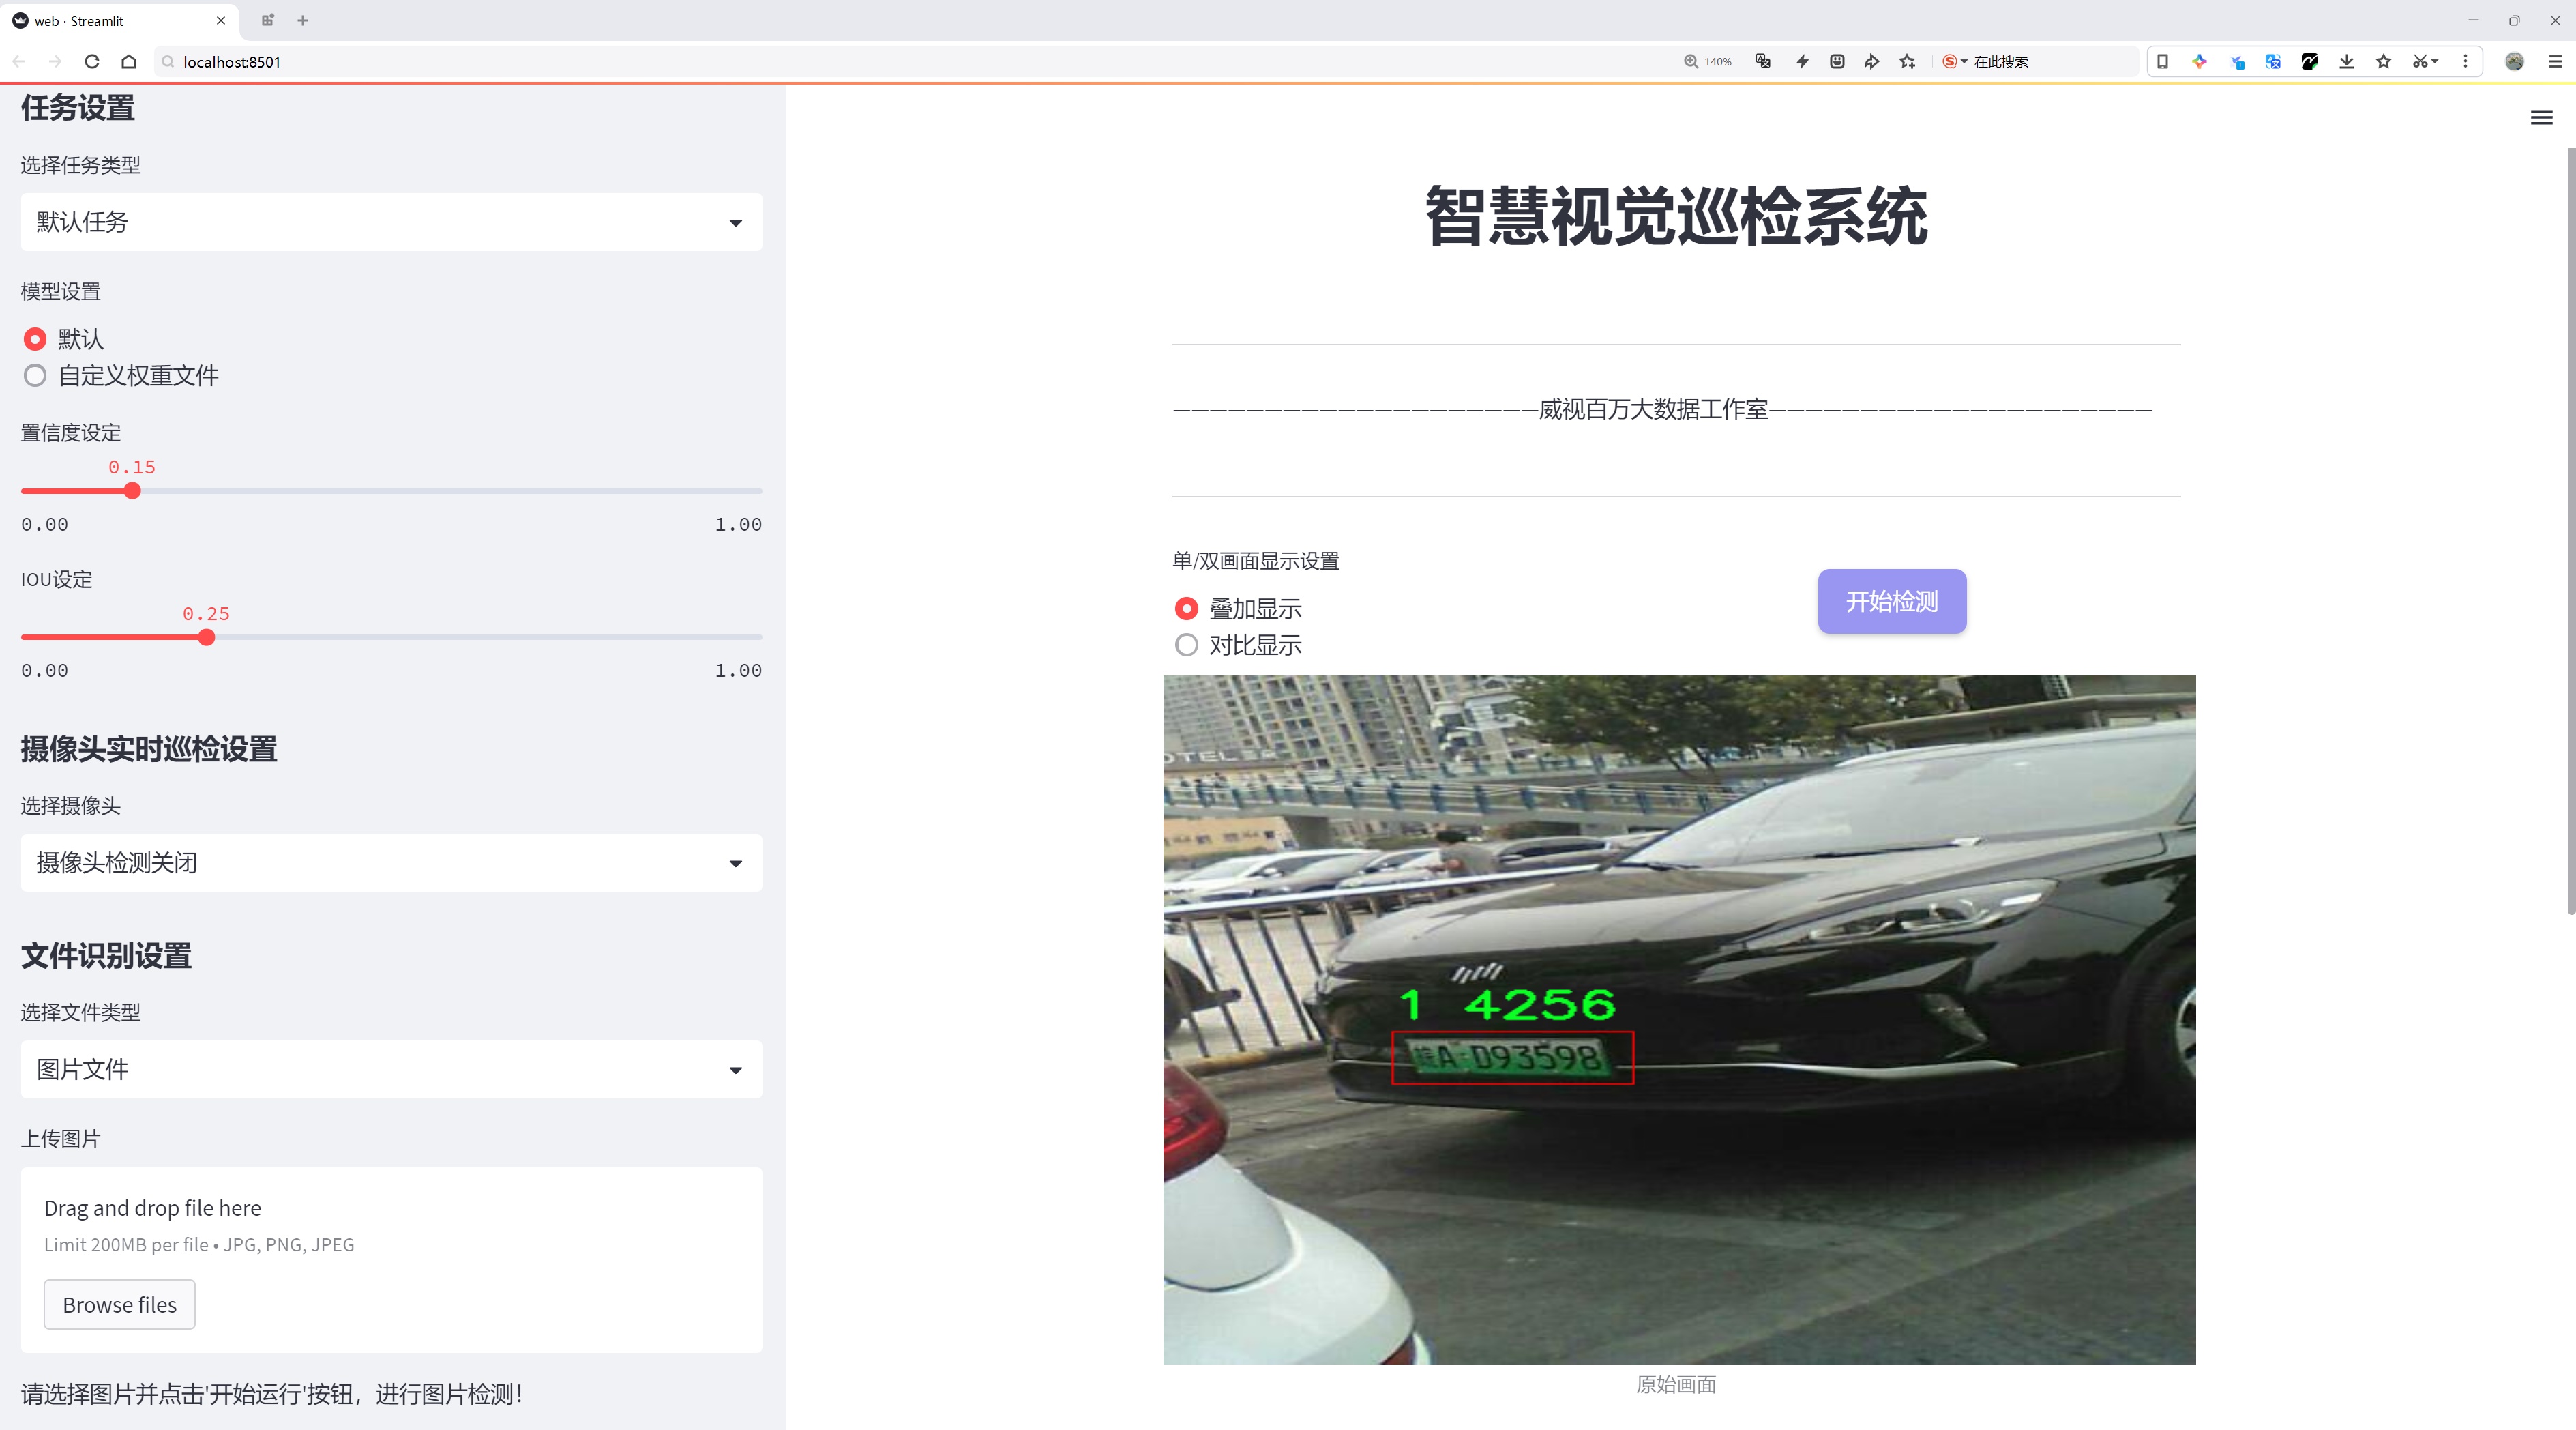 web · Streamlit
localhost:8501
140%
在此搜索
任务设置
选择任务类型
默认任务
模型设置
默认
自定义权重文件
置信度设定
0.15
0.00 1.00
IOU设定
0.25
0.00 1.00
摄像头实时巡检设置
选择摄像头
摄像头检测关闭
文件识别设置
选择文件类型
图片文件
上传图片
Drag and drop file here
Limit 200MB per file • JPG, PNG, JPEG
Browse files
请选择图片并点击'开始运行'按钮，进行图片检测！
智慧视觉巡检系统
—————————————————————威视百万大数据工作室——————————————————————
单/双画面显示设置
叠加显示
对比显示
开始检测
OTEL
1 4256
A·D93598
原始画面